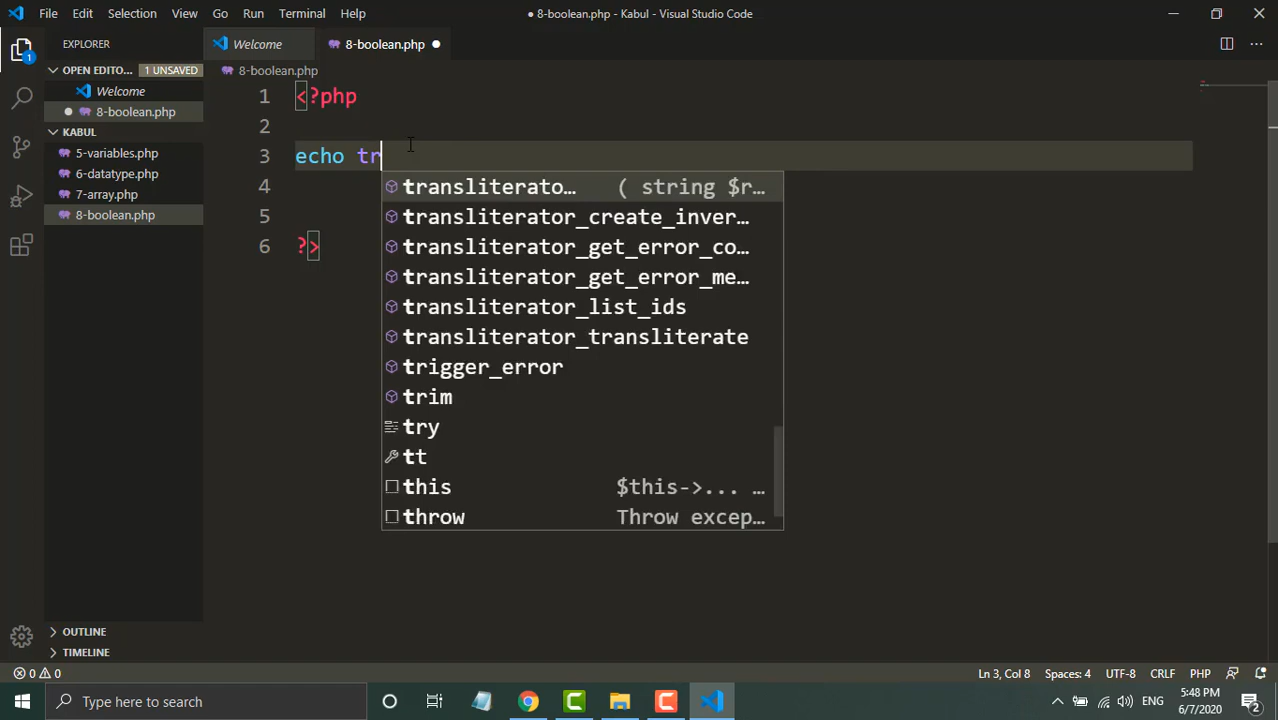 File Edit Selection View Go Run Terminal Help ● 8-boolean.php - Kabul - Visual Studio Code
EXPLORER
Welcome
8-boolean.php ●
OPEN EDITO... 1 UNSAVED
8-boolean.php
Welcome
● 8-boolean.php
KABUL
5-variables.php
6-datatype.php
7-array.php
8-boolean.php
1 <?php
2
3 echo tr
4
5
6 ?>
transliterato... ( string $r...
transliterator_create_inver...
transliterator_get_error_co...
transliterator_get_error_me...
transliterator_list_ids
transliterator_transliterate
trigger_error
trim
try
tt
this $this->... ...
throw Throw excep...
1
OUTLINE
TIMELINE
0 0 Ln 3, Col 8 Spaces: 4 UTF-8 CRLF PHP
Type here to search
ENG
5:48 PM
6/7/2020
2